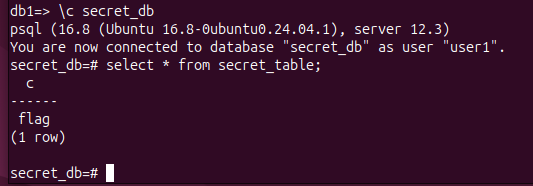 db1=> \c secret_db
psql (16.8 (Ubuntu 16.8-0ubuntu0.24.04.1), server 12.3)
You are now connected to database "secret_db" as user "user1".
secret_db=# select * from secret_table;
  c
------
 flag
(1 row)
secret_db=#